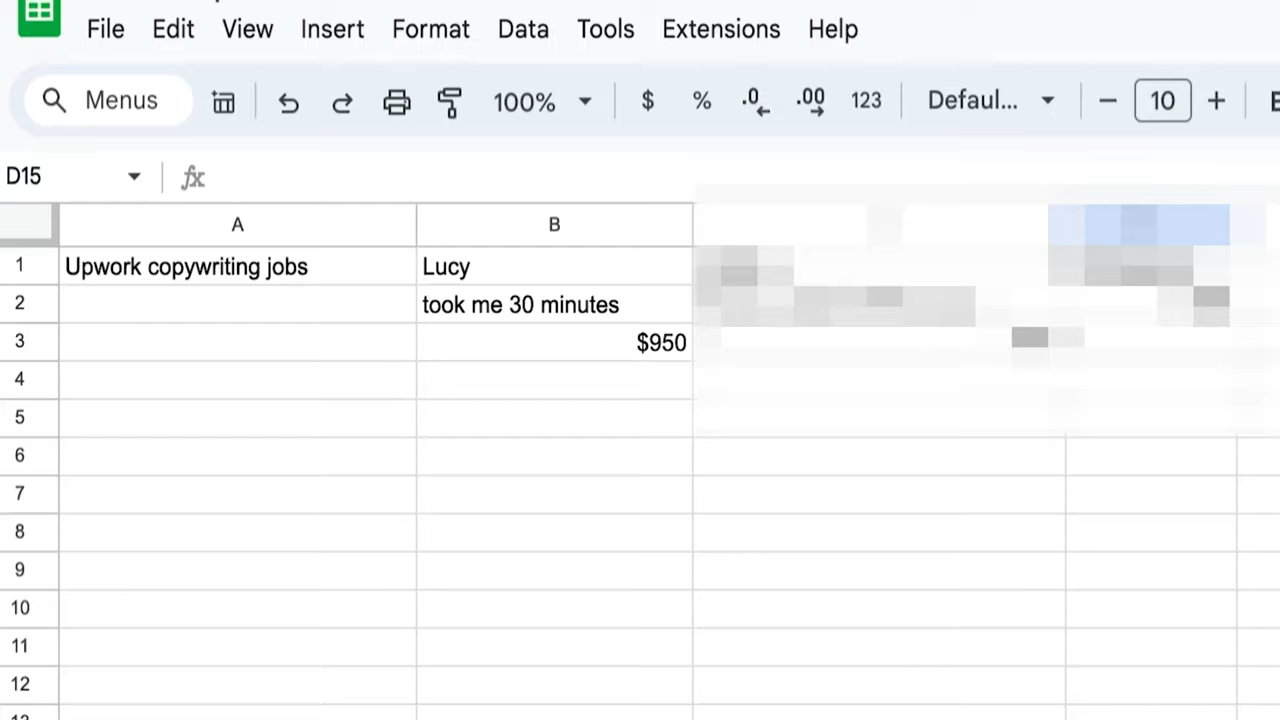 File Edit View Insert Format Data Tools Extensions Help
Menus 100% $ % .0 .00 123 Defaul... 10
D15 fx
A B
1 Upwork copywriting jobs Lucy
2 took me 30 minutes
3 $950
4
5
6
7
8
9
10
11
12